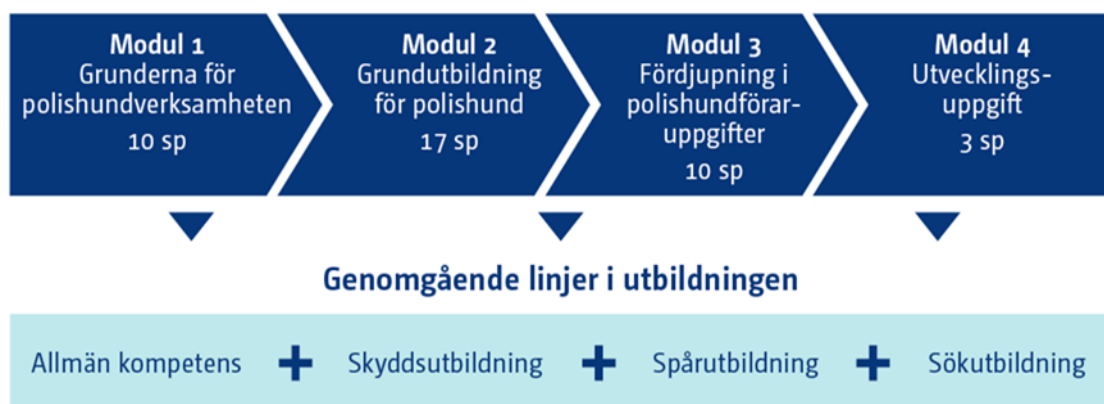 Modul 1
Grunderna för
polishundverksamheten
10 sp
Modul 2
Grundutbildning
för polishund
17 sp
Modul 3
Fördjupning i
polishundförar-
uppgifter
10 sp
Modul 4
Utvecklings-
uppgift
3 sp
Genomgående linjer i utbildningen
Allmän kompetens + Skyddsutbildning + Spårutbildning + Sökutbildning